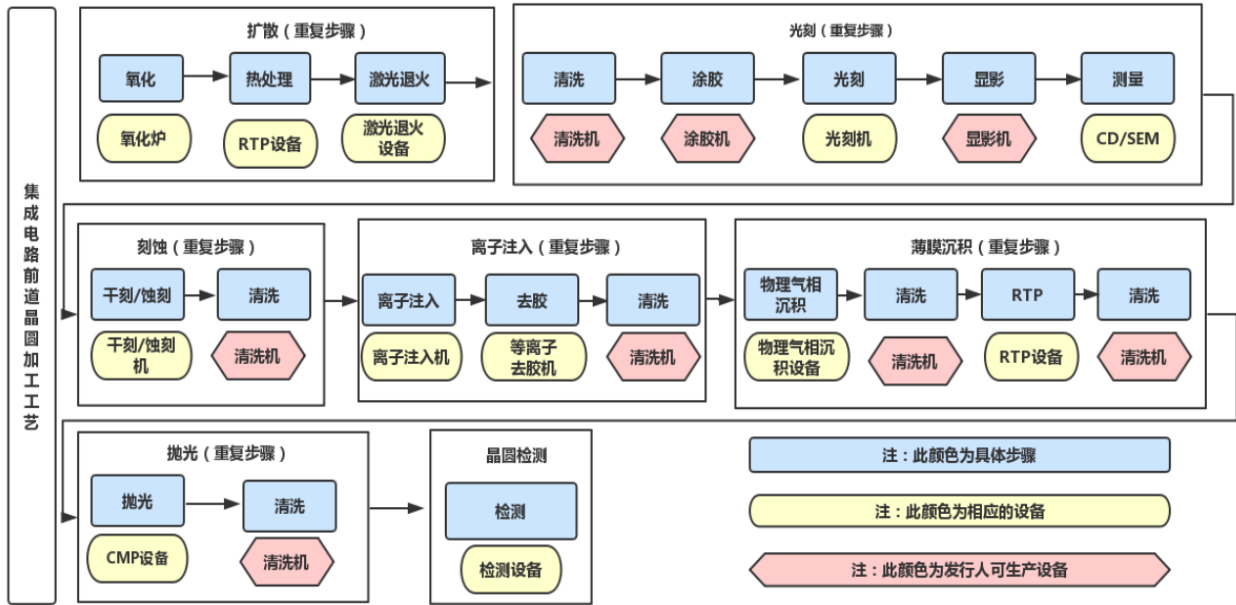 集成电路前道晶圆加工工艺
扩散（重复步骤）
氧化
热处理
激光退火
氧化炉
RTP设备
激光退火
设备
光刻（重复步骤）
清洗
涂胶
光刻
显影
测量
清洗机
涂胶机
光刻机
显影机
CD/SEM
刻蚀（重复步骤）
干刻/蚀刻
清洗
干刻/蚀刻
机
清洗机
离子注入（重复步骤）
离子注入
去胶
清洗
离子注入机
等离子
去胶机
清洗机
薄膜沉积（重复步骤）
物理气相
沉积
清洗
RTP
清洗
物理气相沉
积设备
清洗机
RTP设备
清洗机
抛光（重复步骤）
抛光
清洗
CMP设备
清洗机
晶圆检测
检测
检测设备
注：此颜色为具体步骤
注：此颜色为相应的设备
注：此颜色为发行人可生产设备